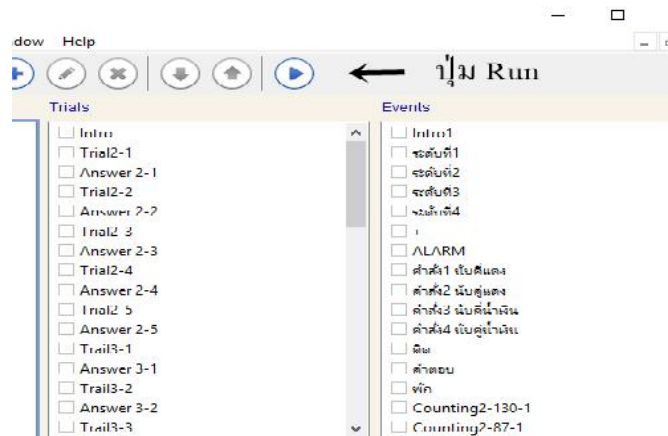 dow Help
ปุ่ม Run
Trials
Events
Intro
Trial2-1
Answer 2-1
Trial2-2
Answer 2-2
Trial2-3
Answer 2-3
Trial2-4
Answer 2-4
Trial2-5
Answer 2-5
Trail3-1
Answer 3-1
Trail3-2
Answer 3-2
Trail3-3
Intro1
ระดับที่1
ระดับที่2
ระดับที่3
ระดับที่4
+
ALARM
คำสั่ง1 นับคี่แดง
คำสั่ง2 นับคู่แดง
คำสั่ง3 นับคี่น้ำเงิน
คำสั่ง4 นับคู่น้ำเงิน
คิด
คำตอบ
พัก
Counting2-130-1
Counting2-87-1